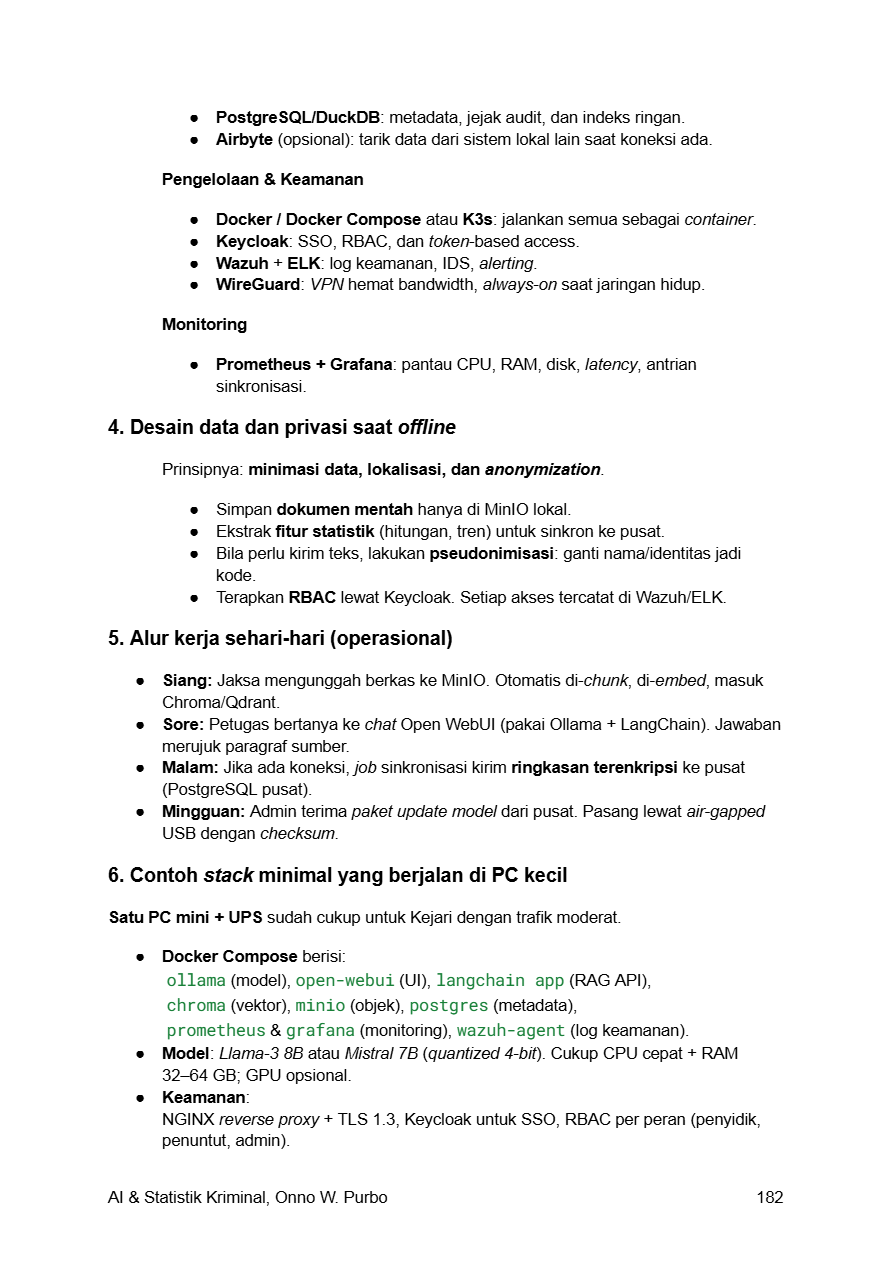 ● PostgreSQL/DuckDB: metadata, jejak audit, dan indeks ringan.
● Airbyte (opsional): tarik data dari sistem lokal lain saat koneksi ada.
Pengelolaan & Keamanan
● Docker / Docker Compose atau K3s: jalankan semua sebagai container.
● Keycloak: SSO, RBAC, dan token-based access.
● Wazuh + ELK: log keamanan, IDS, alerting.
● WireGuard: VPN hemat bandwidth, always-on saat jaringan hidup.
Monitoring
● Prometheus + Grafana: pantau CPU, RAM, disk, latency, antrian
sinkronisasi.
4. Desain data dan privasi saat offline
Prinsipnya: minimasi data, lokalisasi, dan anonymization.
● Simpan dokumen mentah hanya di MinIO lokal.
● Ekstrak fitur statistik (hitungan, tren) untuk sinkron ke pusat.
● Bila perlu kirim teks, lakukan pseudonimisasi: ganti nama/identitas jadi
kode.
● Terapkan RBAC lewat Keycloak. Setiap akses tercatat di Wazuh/ELK.
5. Alur kerja sehari-hari (operasional)
● Siang: Jaksa mengunggah berkas ke MinIO. Otomatis di-chunk, di-embed, masuk
Chroma/Qdrant.
● Sore: Petugas bertanya ke chat Open WebUI (pakai Ollama + LangChain). Jawaban
merujuk paragraf sumber.
● Malam: Jika ada koneksi, job sinkronisasi kirim ringkasan terenkripsi ke pusat
(PostgreSQL pusat).
● Mingguan: Admin terima paket update model dari pusat. Pasang lewat air-gapped
USB dengan checksum.
6. Contoh stack minimal yang berjalan di PC kecil
Satu PC mini + UPS sudah cukup untuk Kejari dengan trafik moderat.
● Docker Compose berisi:
ollama (model), open-webui (UI), langchain app (RAG API),
chroma (vektor), minio (objek), postgres (metadata),
prometheus & grafana (monitoring), wazuh-agent (log keamanan).
● Model: Llama-3 8B atau Mistral 7B (quantized 4-bit). Cukup CPU cepat + RAM
32–64 GB; GPU opsional.
● Keamanan:
NGINX reverse proxy + TLS 1.3, Keycloak untuk SSO, RBAC per peran (penyidik,
penuntut, admin).
AI & Statistik Kriminal, Onno W. Purbo 182